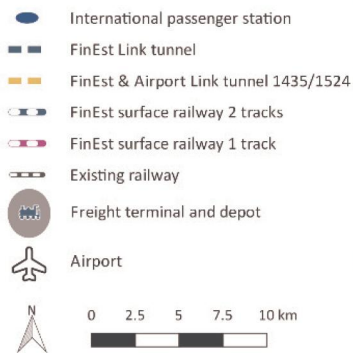 International passenger station
FinEst Link tunnel
FinEst & Airport Link tunnel 1435/1524
FinEst surface railway 2 tracks
FinEst surface railway 1 track
Existing railway
Freight terminal and depot
Airport
N
0 2.5 5 7.5 10 km